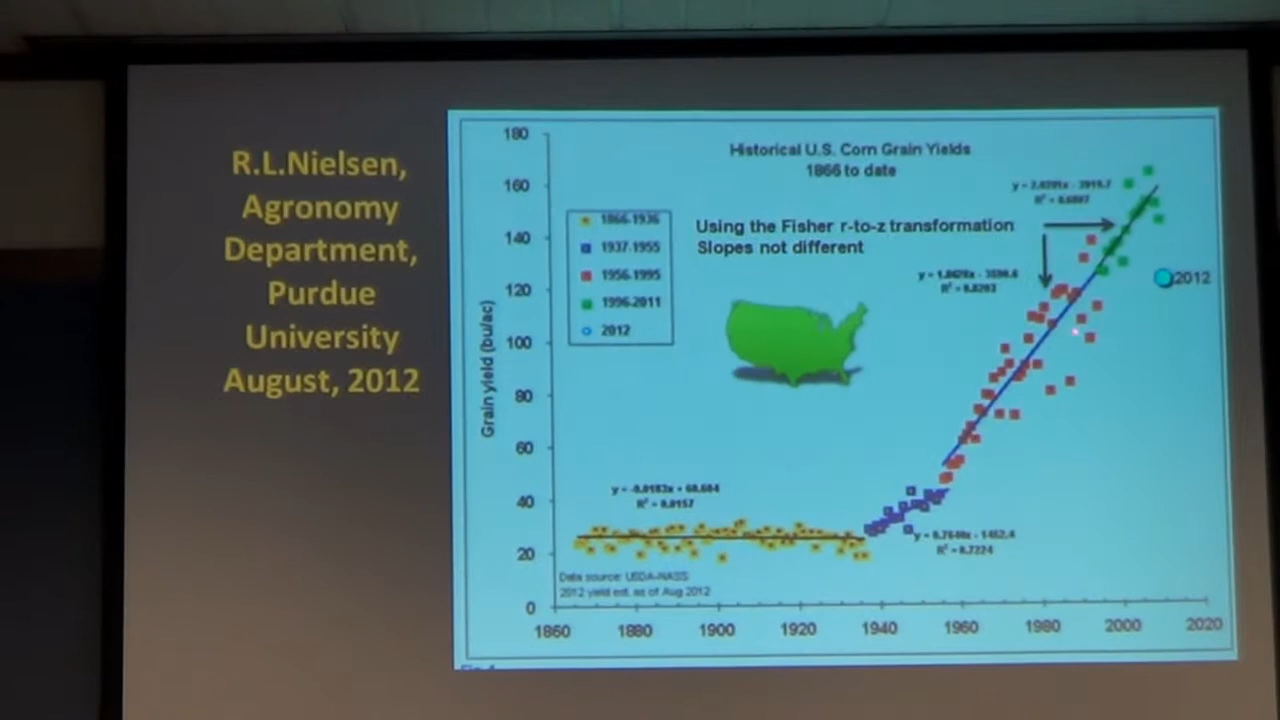 R.L.Nielsen,
Agronomy
Department,
Purdue
University
August, 2012
Historical U.S. Corn Grain Yields
1866 to date
180
160
140
120
100
80
60
40
20
0
Grain yield (bu/ac)
1866-1936
1937-1955
1956-1995
1996-2011
2012
Using the Fisher r-to-z transformation
Slopes not different
2012
Data source: USDA-NASS
2012 yield est. as of Aug 2012
1860 1880 1900 1920 1940 1960 1980 2000 2020